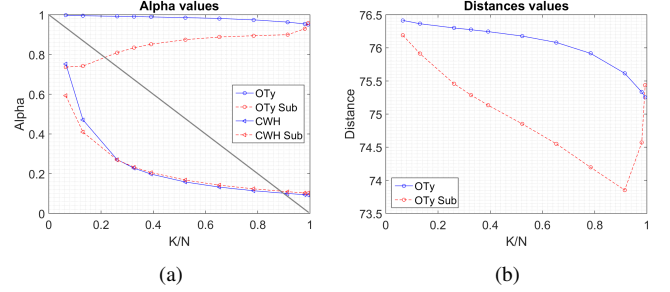 Alpha values
1
0.8
0.6
0.4
0.2
0
Alpha
OTy
OTy Sub
CWH
CWH Sub
0 0.2 0.4 0.6 0.8 1
K/N
(a)
Distances values
76.5
76
75.5
75
74.5
74
73.5
Distance
OTy
OTy Sub
0 0.2 0.4 0.6 0.8 1
K/N
(b)